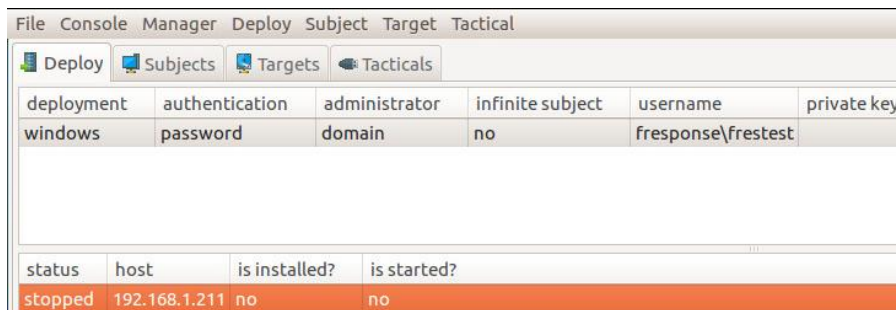 File Console Manager Deploy Subject Target Tactical
Deploy Subjects Targets Tacticals
deployment authentication administrator infinite subject username private key
windows password domain no fresponse\frestest
status host is installed? is started?
stopped 192.168.1.211 no no